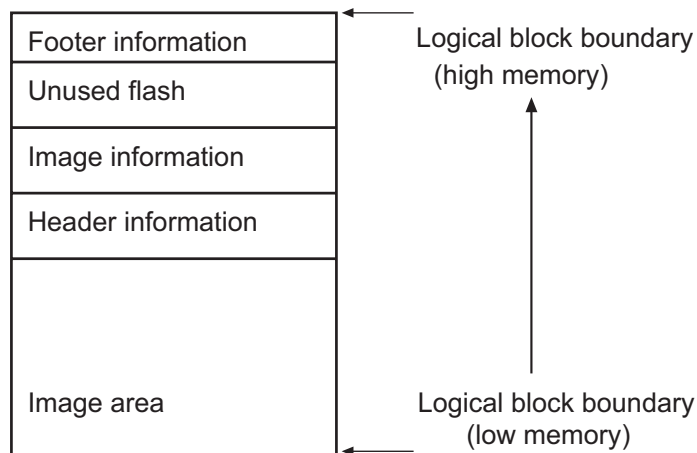 Footer information
Logical block boundary
(high memory)
Unused flash
Image information
Header information
Image area
Logical block boundary
(low memory)